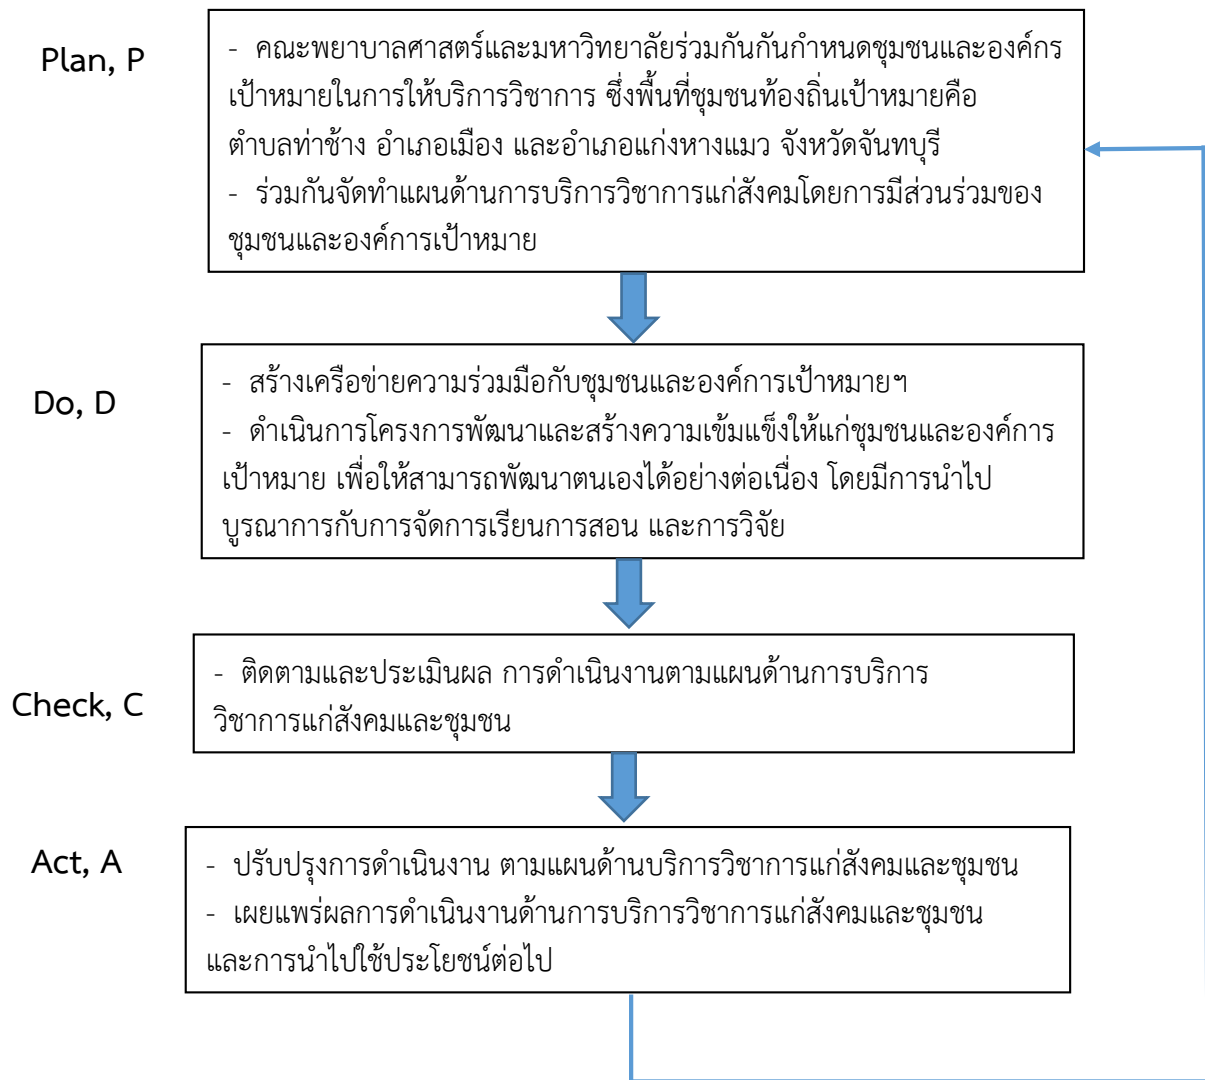 Plan, P
- คณะพยาบาลศาสตร์และมหาวิทยาลัยร่วมกันกันกำหนดชุมชนและองค์กร
เป้าหมายในการให้บริการวิชาการ ซึ่งพื้นที่ชุมชนท้องถิ่นเป้าหมายคือ
ตำบลท่าช้าง อำเภอเมือง และอำเภอแก่งหางแมว จังหวัดจันทบุรี
- ร่วมกันจัดทำแผนด้านการบริการวิชาการแก่สังคมโดยการมีส่วนร่วมของ
ชุมชนและองค์การเป้าหมาย
Do, D
- สร้างเครือข่ายความร่วมมือกับชุมชนและองค์การเป้าหมายฯ
- ดำเนินการโครงการพัฒนาและสร้างความเข้มแข็งให้แก่ชุมชนและองค์การ
เป้าหมาย เพื่อให้สามารถพัฒนาตนเองได้อย่างต่อเนื่อง โดยมีการนำไป
บูรณาการกับการจัดการเรียนการสอน และการวิจัย
Check, C
- ติดตามและประเมินผล การดำเนินงานตามแผนด้านการบริการ
วิชาการแก่สังคมและชุมชน
Act, A
- ปรับปรุงการดำเนินงาน ตามแผนด้านบริการวิชาการแก่สังคมและชุมชน
- เผยแพร่ผลการดำเนินงานด้านการบริการวิชาการแก่สังคมและชุมชน
และการนำไปใช้ประโยชน์ต่อไป